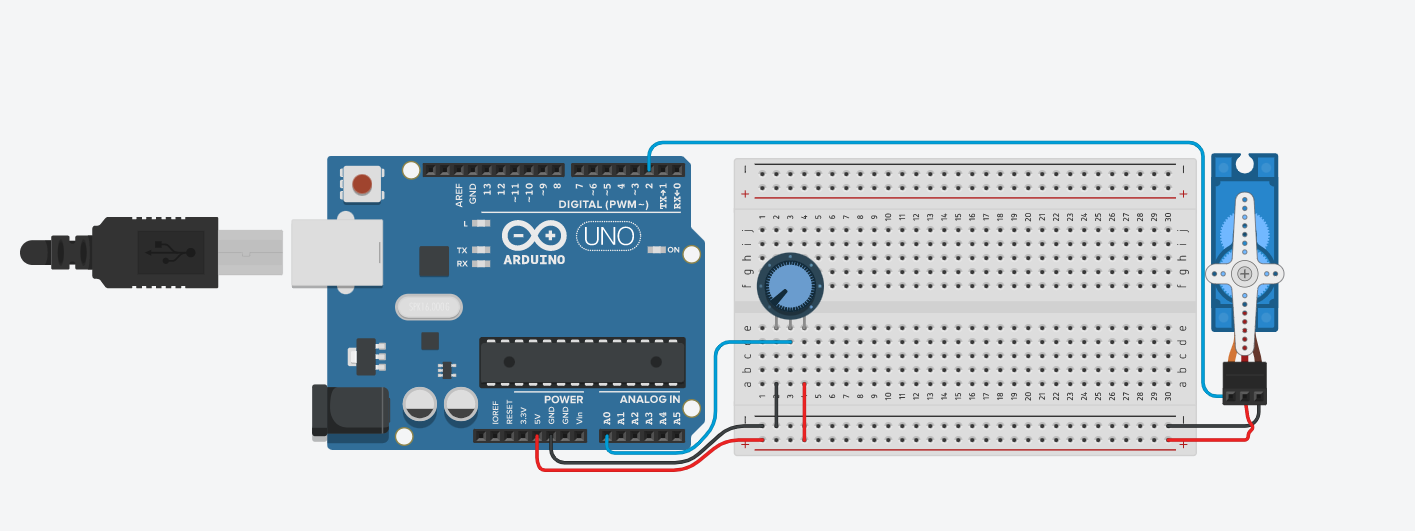 AREF
GND
13
12
~11
~10
~9
8
7
~6
~5
4
~3
2
TX→1
RX←0
DIGITAL (PWM~)
L
TX
RX
ARDUINO
UNO
ON
POWER
ANALOG IN
IOREF
RESET
3.3V
5V
GND
GND
Vin
A0
A1
A2
A3
A4
A5
− −
+ +
1 2 3 4 5 6 7 8 9 10 11 12 13 14 15 16 17 18 19 20 21 22 23 24 25 26 27 28 29 30
j j
i i
h h
g g
f f
e e
d d
c
b b
a a
1 2 3 4 5 6 7 8 9 10 11 12 13 14 15 16 17 18 19 20 21 22 23 24 25 26 27 28 29 30
−
+ +